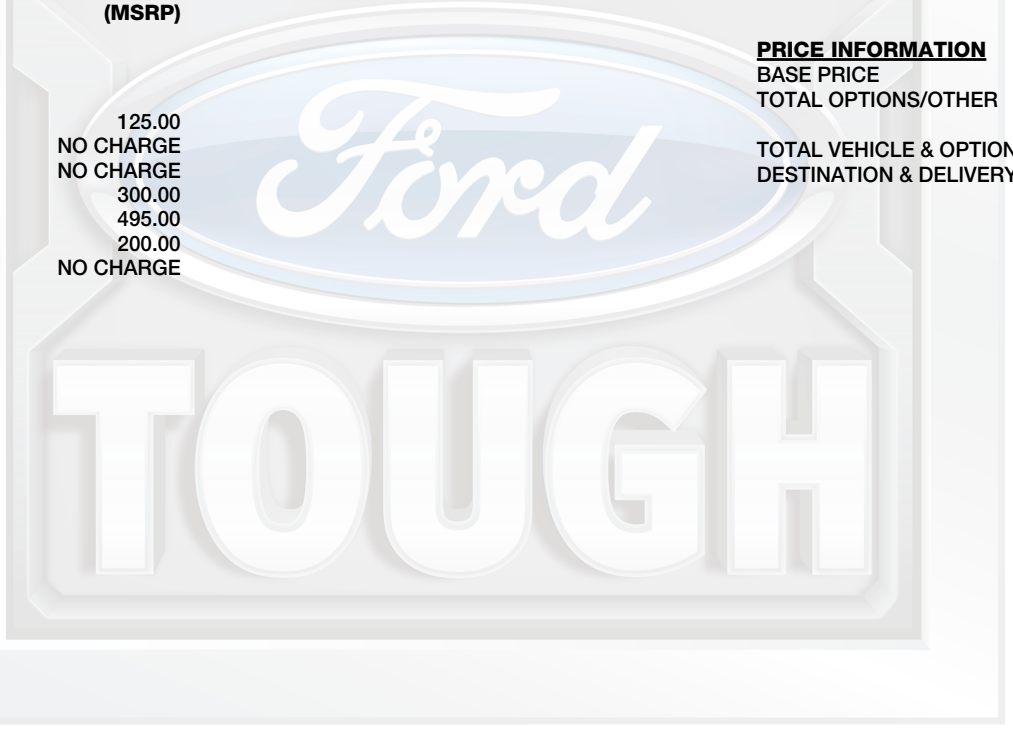 (MSRP)
125.00
NO CHARGE
NO CHARGE
300.00
495.00
200.00
NO CHARGE
PRICE INFORMATION
BASE PRICE
TOTAL OPTIONS/OTHER
TOTAL VEHICLE & OPTION
DESTINATION & DELIVERY
Ford
TOUGH